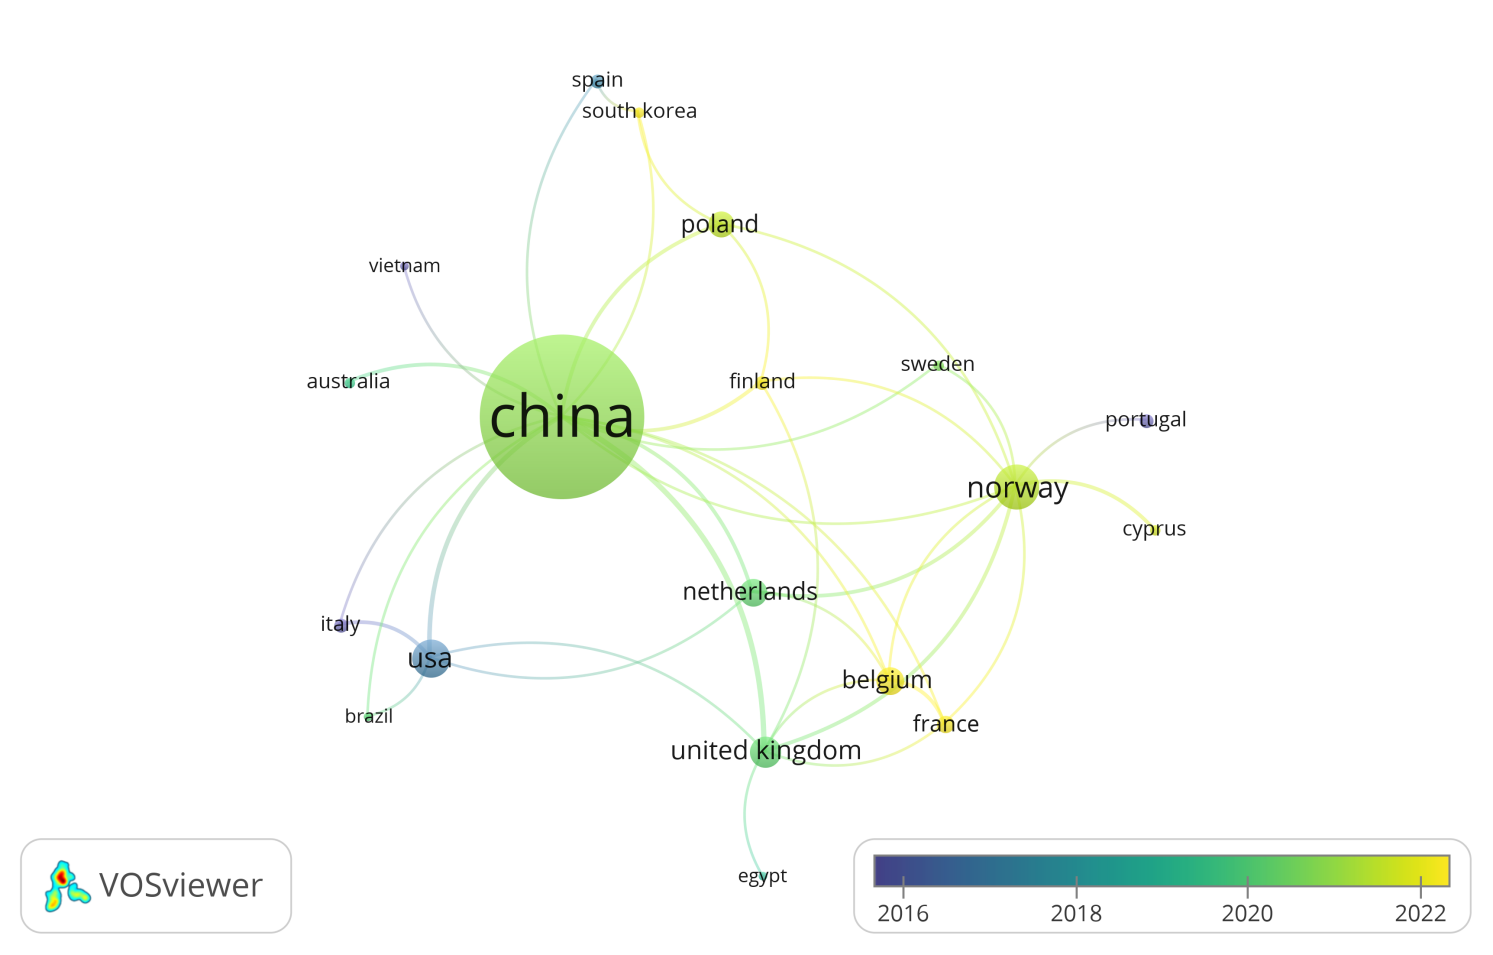 spain
south korea
poland
vietnam
sweden
australia
finland
china
portugal
norway
cyprus
netherlands
italy
usa
belgium
brazil
france
united kingdom
egypt
VOSviewer
2016 2018 2020 2022